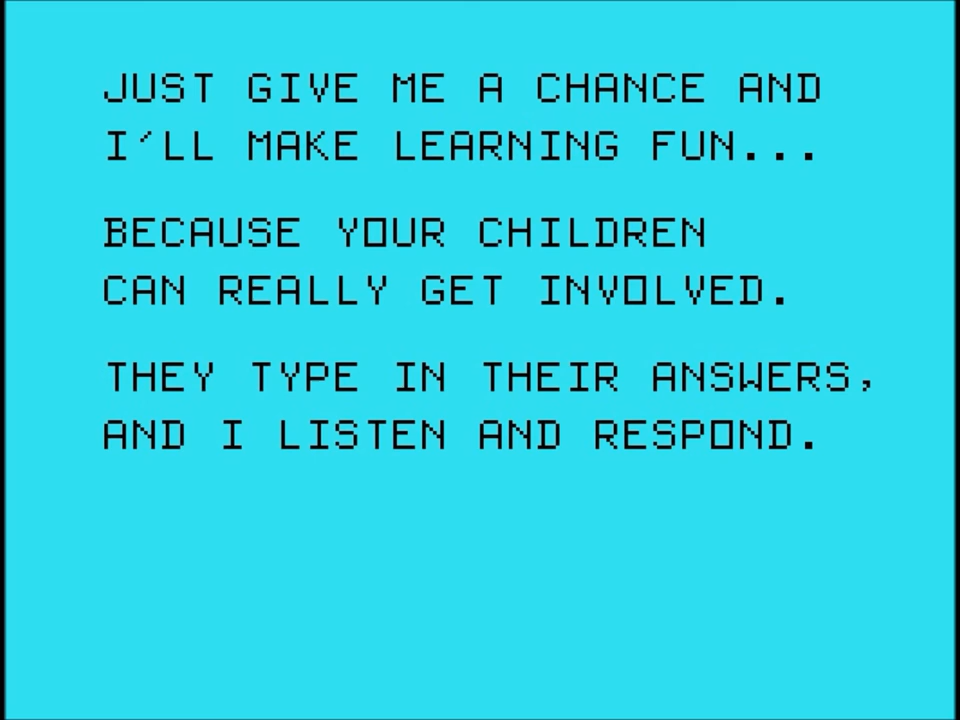 JUST GIVE ME A CHANCE AND
I'LL MAKE LEARNING FUN...
BECAUSE YOUR CHILDREN
CAN REALLY GET INVOLVED.
THEY TYPE IN THEIR ANSWERS,
AND I LISTEN AND RESPOND.